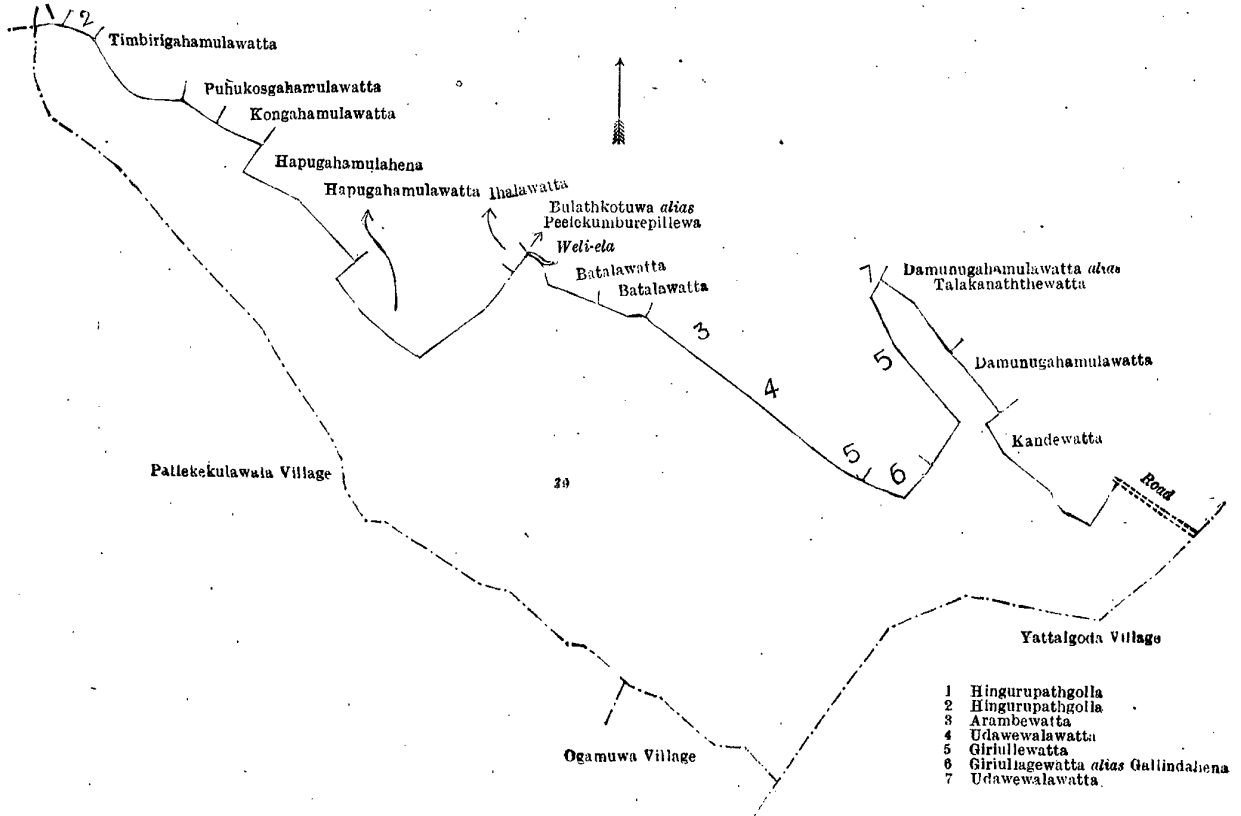 1 2
Timbirigahamulawatta
Puhukosgahamulawatta
Kongahamulawatta
Hapugahamulahena
Hapugahamulawatta Ihalawatta
Bulathkotuwa alias
Peelekumburepillewa
Weli-ela
Batalawatta
Batalawatta
7
Damunugahamulawatta alias
Talakanaththewatta
3
5
Damunugahamulawatta
4
Kandewatta
5
6
Pallekekulawala Village
Road
Yattalgoda Village
Ogamuwa Village
1 Hingurupathgolla
2 Hingurupathgolla
3 Arambewatta
4 Udawewalawatta
5 Giriullewatta
6 Giriullagewatta alias Gallindahena
7 Udawewalawatta